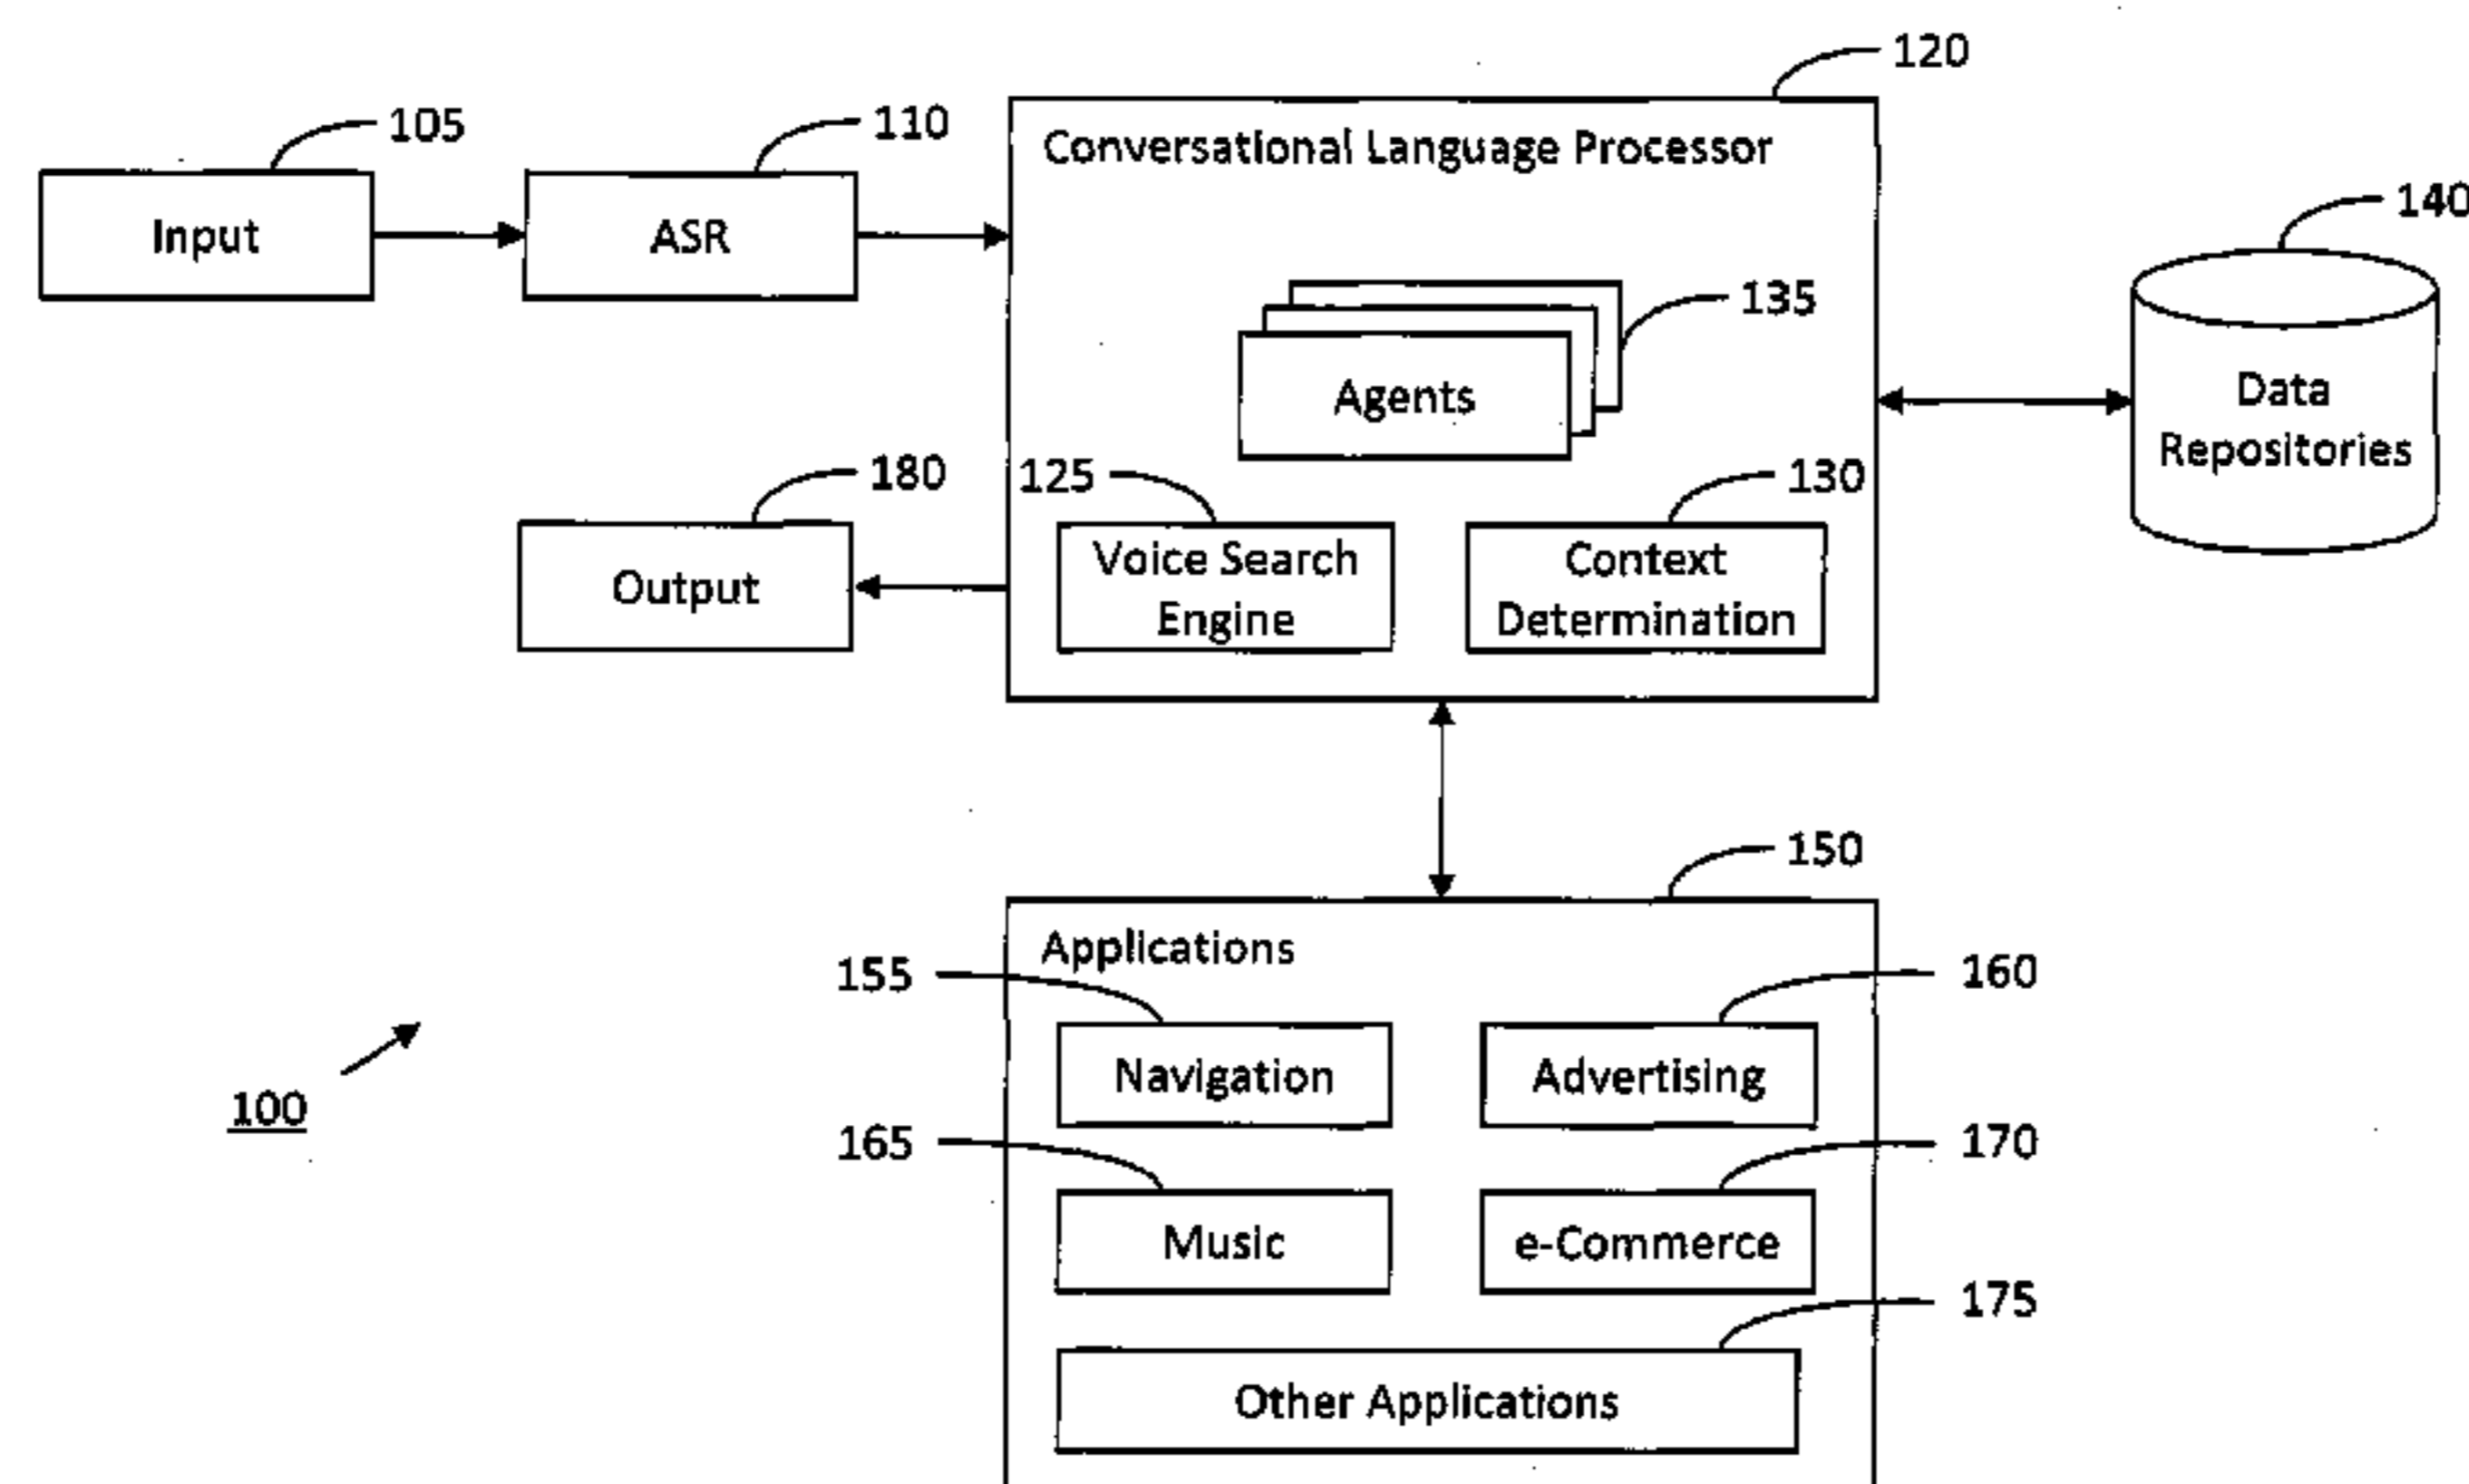 120
105
110
Conversational Language Processor
140
Input
ASR
135
Agents
Data
Repositories
180
125
130
Output
Voice Search
Engine
Context
Determination
150
Applications
155
160
Navigation
Advertising
100
165
170
Music
e-Commerce
175
Other Applications